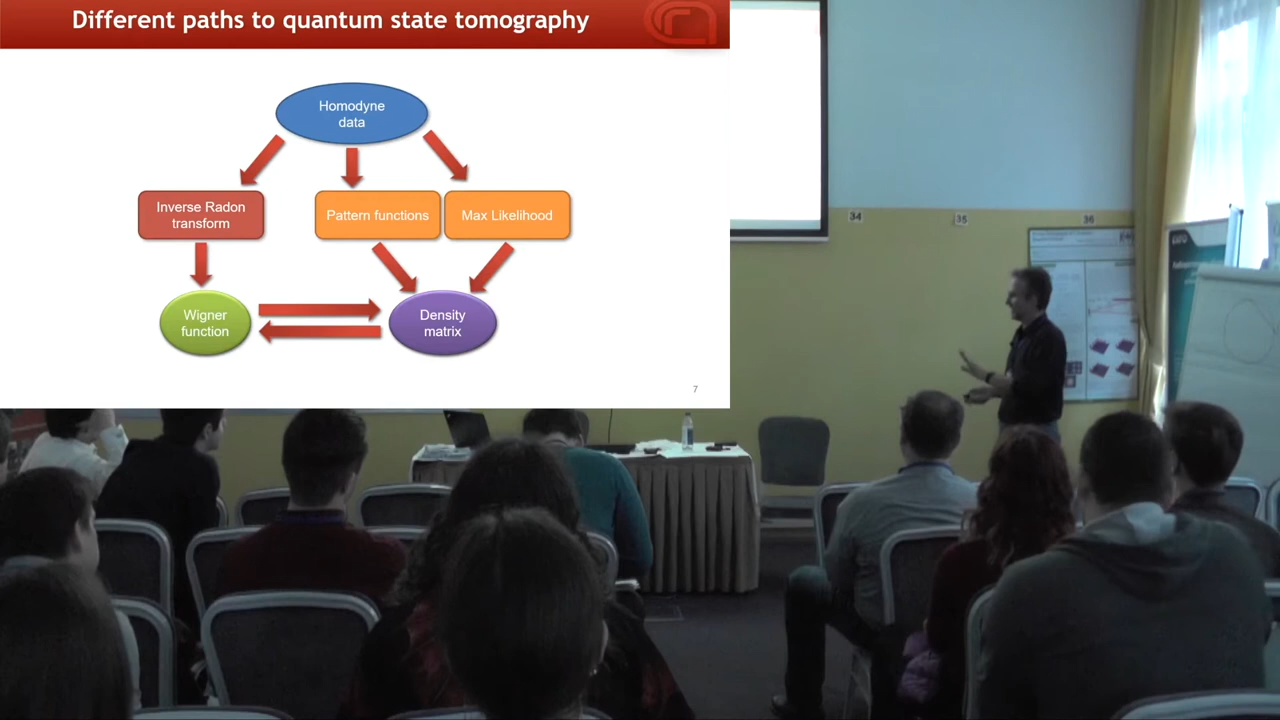 Different paths to quantum state tomography
Homodyne
data
Inverse Radon
transform
Pattern functions
Max Likelihood
Wigner
function
Density
matrix
7
34
35
36